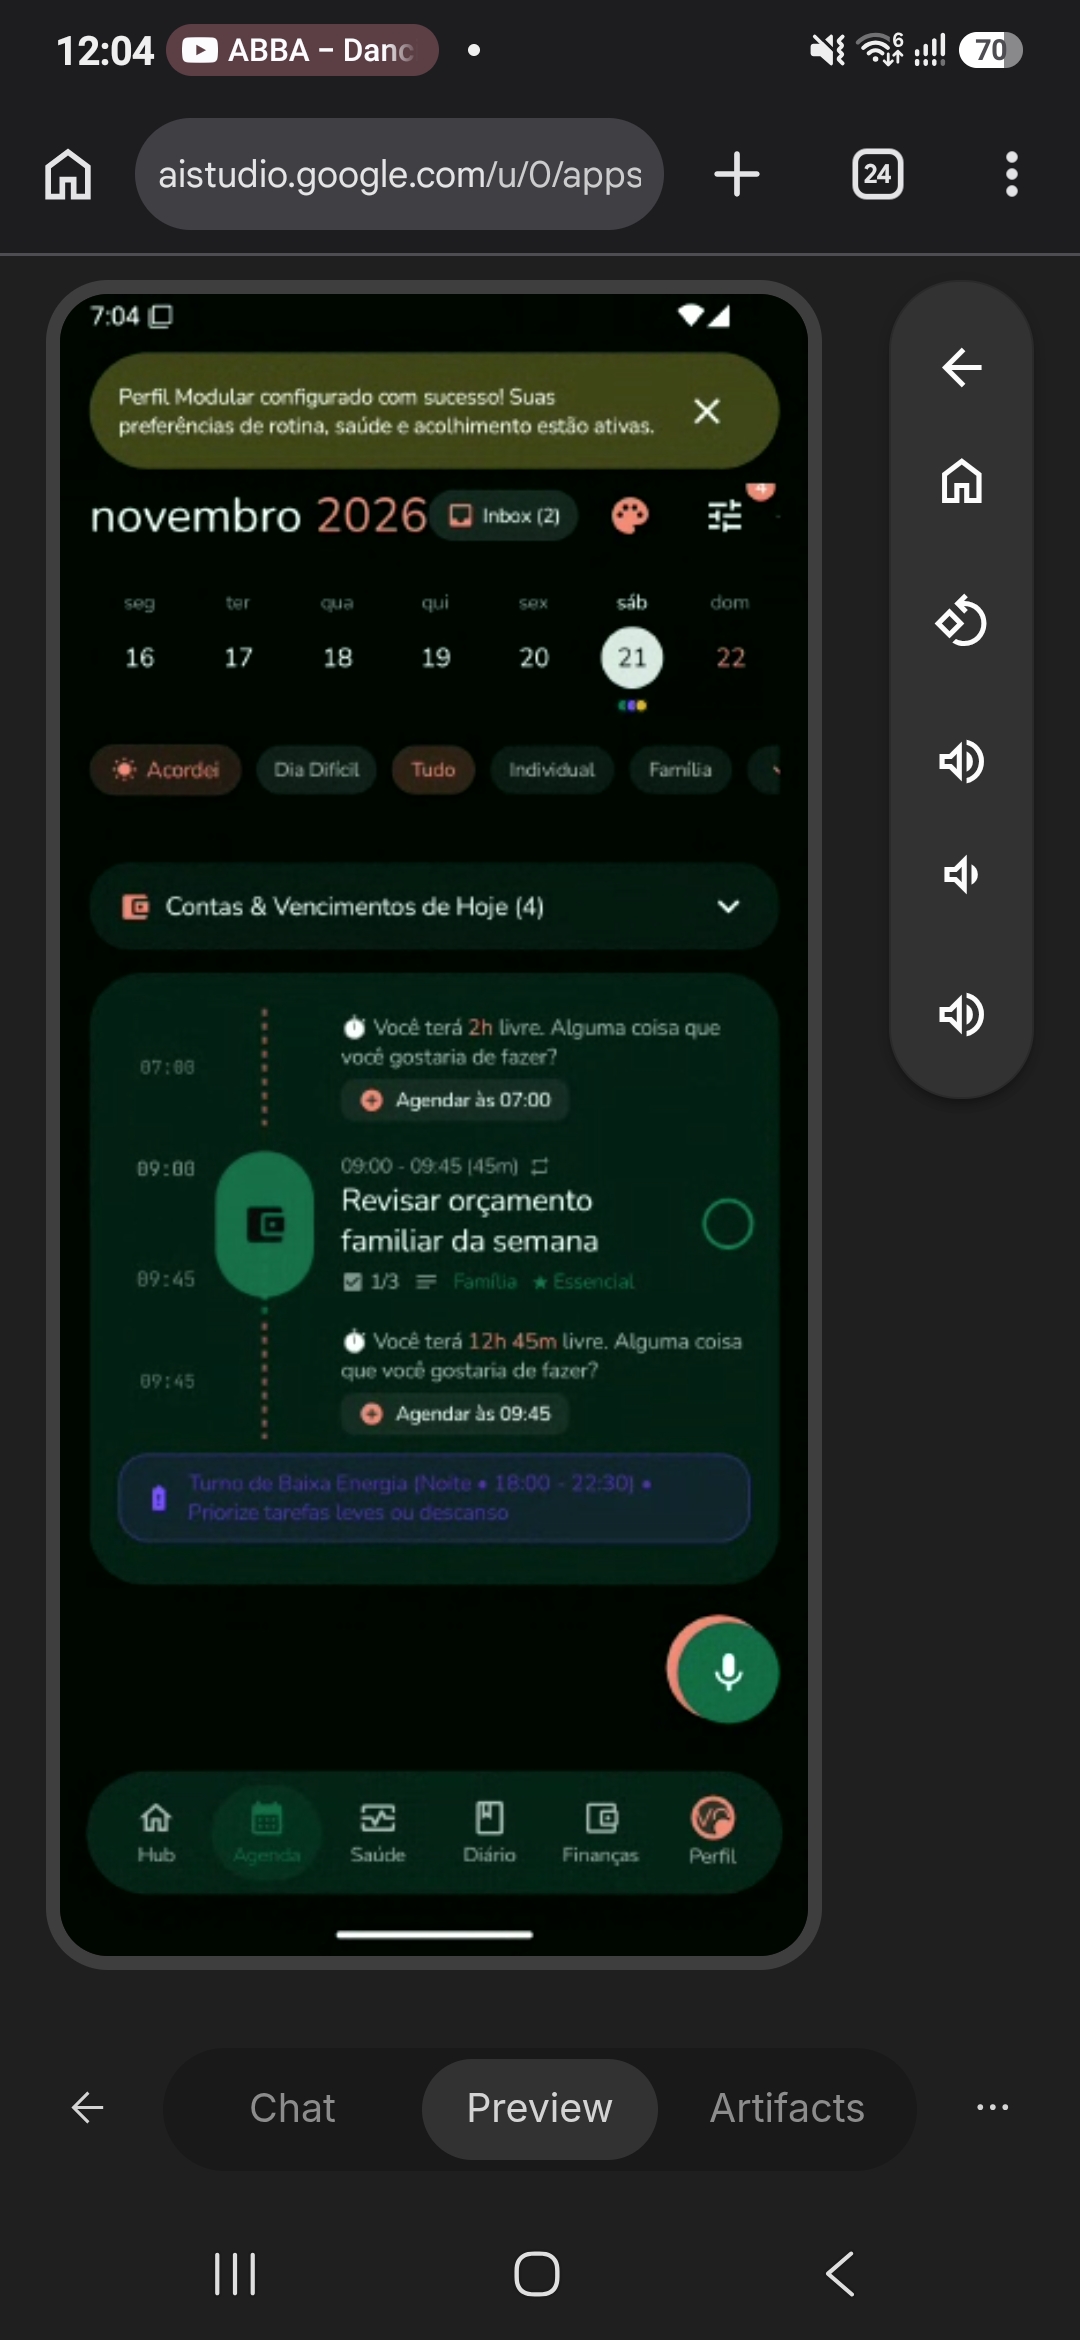 12:04 ABBA – Danc
70
aistudio.google.com/u/0/apps
24
7:04
Perfil Modular configurado com sucesso! Suas
preferências de rotina, saúde e acolhimento estão ativas.
novembro 2026 Inbox (2)
4
seg ter qua qui sex sáb dom
16 17 18 19 20 21 22
Acordei Dia Difícil Tudo Individual Família
Contas & Vencimentos de Hoje (4)
Você terá 2h livre. Alguma coisa que
07:00 você gostaria de fazer?
Agendar às 07:00
09:00 09:00 - 09:45 (45m)
Revisar orçamento
familiar da semana
09:45 1/3 Família ★ Essencial
Você terá 12h 45m livre. Alguma coisa
09:45 que você gostaria de fazer?
Agendar às 09:45
Turno de Baixa Energia (Noite • 18:00 - 22:30) •
Priorize tarefas leves ou descanso
Hub Agenda Saúde Diário Finanças Perfil
Chat Preview Artifacts